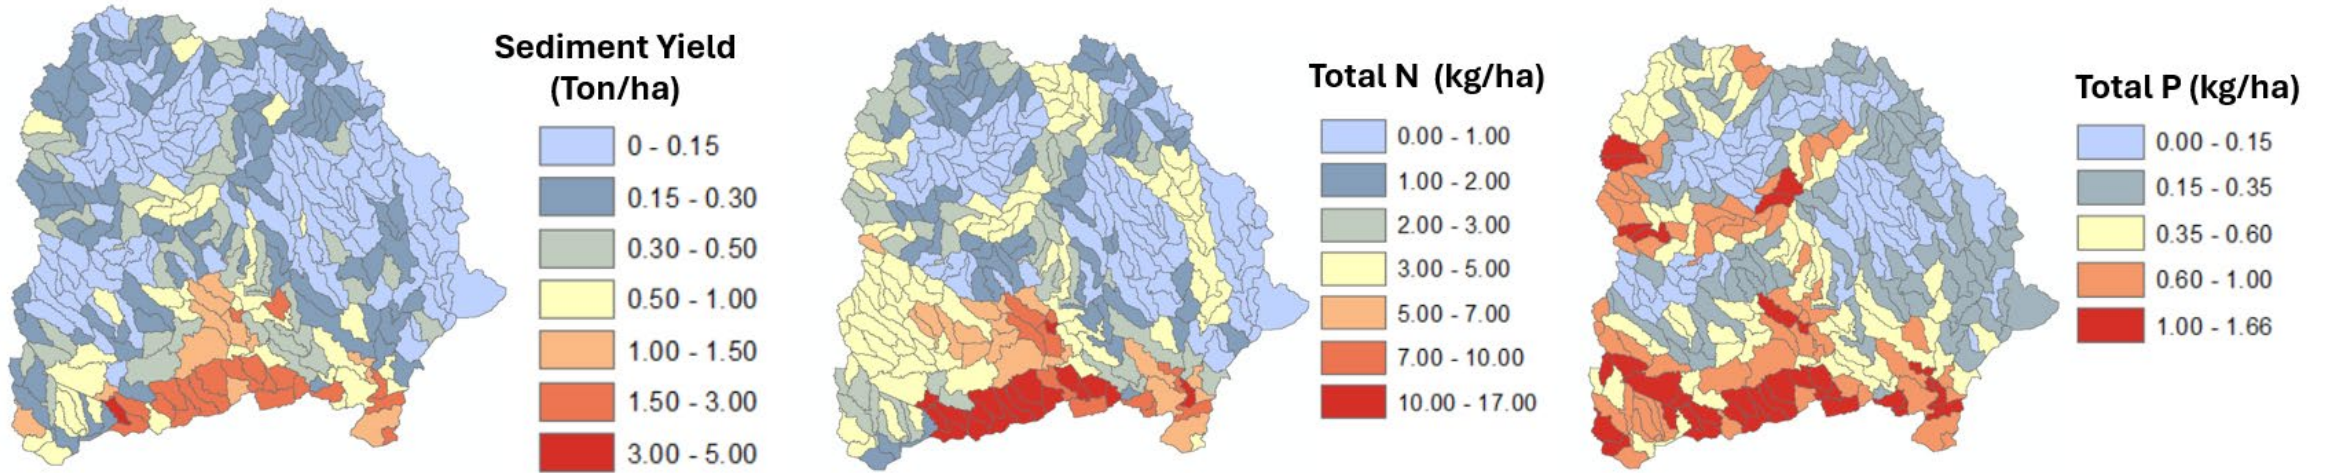 Sediment Yield
(Ton/ha)
0 - 0.15
0.15 - 0.30
0.30 - 0.50
0.50 - 1.00
1.00 - 1.50
1.50 - 3.00
3.00 - 5.00
Total N (kg/ha)
0.00 - 1.00
1.00 - 2.00
2.00 - 3.00
3.00 - 5.00
5.00 - 7.00
7.00 - 10.00
10.00 - 17.00
Total P (kg/ha)
0.00 - 0.15
0.15 - 0.35
0.35 - 0.60
0.60 - 1.00
1.00 - 1.66